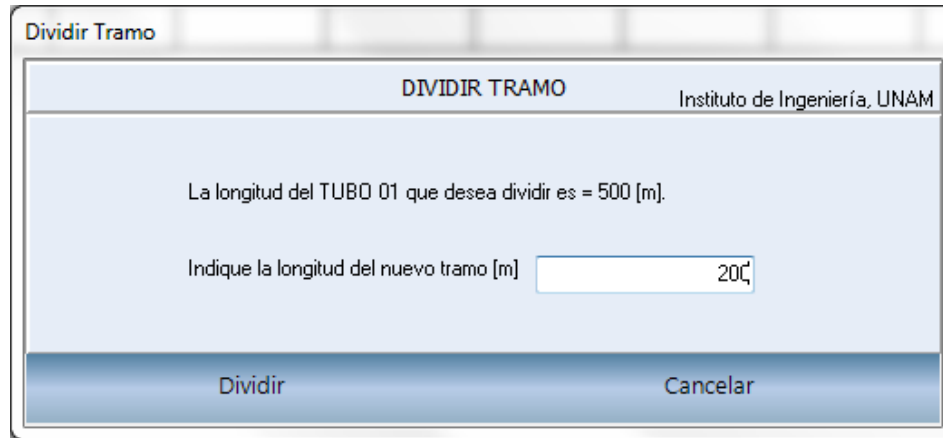 Dividir Tramo
DIVIDIR TRAMO
Instituto de Ingeniería, UNAM
La longitud del TUBO 01 que desea dividir es = 500 [m].
Indique la longitud del nuevo tramo [m]
200
Dividir
Cancelar